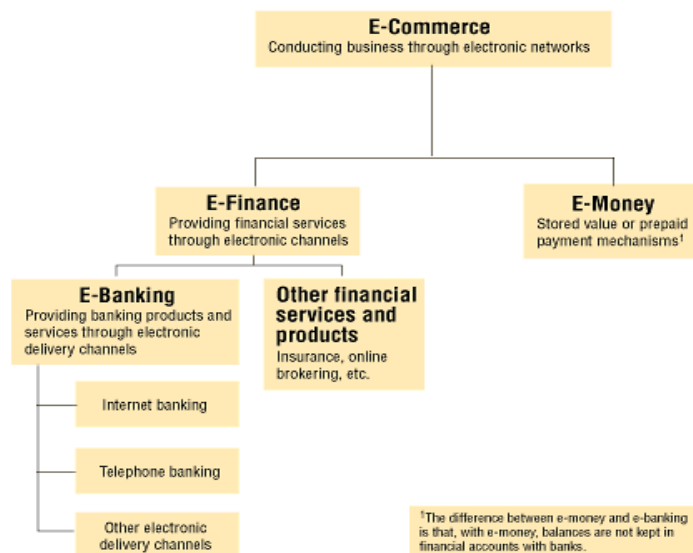 E-Commerce
Conducting business through electronic networks
E-Finance
Providing financial services
through electronic channels
E-Money
Stored value or prepaid
payment mechanisms¹
E-Banking
Providing banking products and
services through electronic
delivery channels
Other financial
services and
products
Insurance, online
brokering, etc.
Internet banking
Telephone banking
Other electronic
delivery channels
¹The difference between e-money and e-banking
is that, with e-money, balances are not kept in
financial accounts with banks.